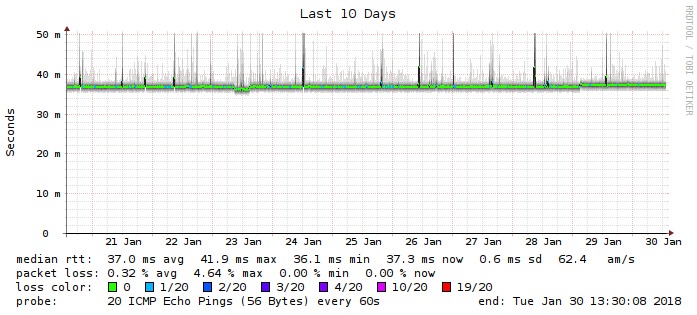 Last 10 Days
RRDTOOL / TOBI OETIKER
Seconds
50 m
40 m
30 m
20 m
10 m
0
21 Jan 22 Jan 23 Jan 24 Jan 25 Jan 26 Jan 27 Jan 28 Jan 29 Jan 30 Jan
median rtt: 37.0 ms avg 41.9 ms max 36.1 ms min 37.3 ms now 0.6 ms sd 62.4 am/s
packet loss: 0.32 % avg 4.64 % max 0.00 % min 0.00 % now
loss color: 0 1/20 2/20 3/20 4/20 10/20 19/20
probe: 20 ICMP Echo Pings (56 Bytes) every 60s end: Tue Jan 30 13:30:08 2018